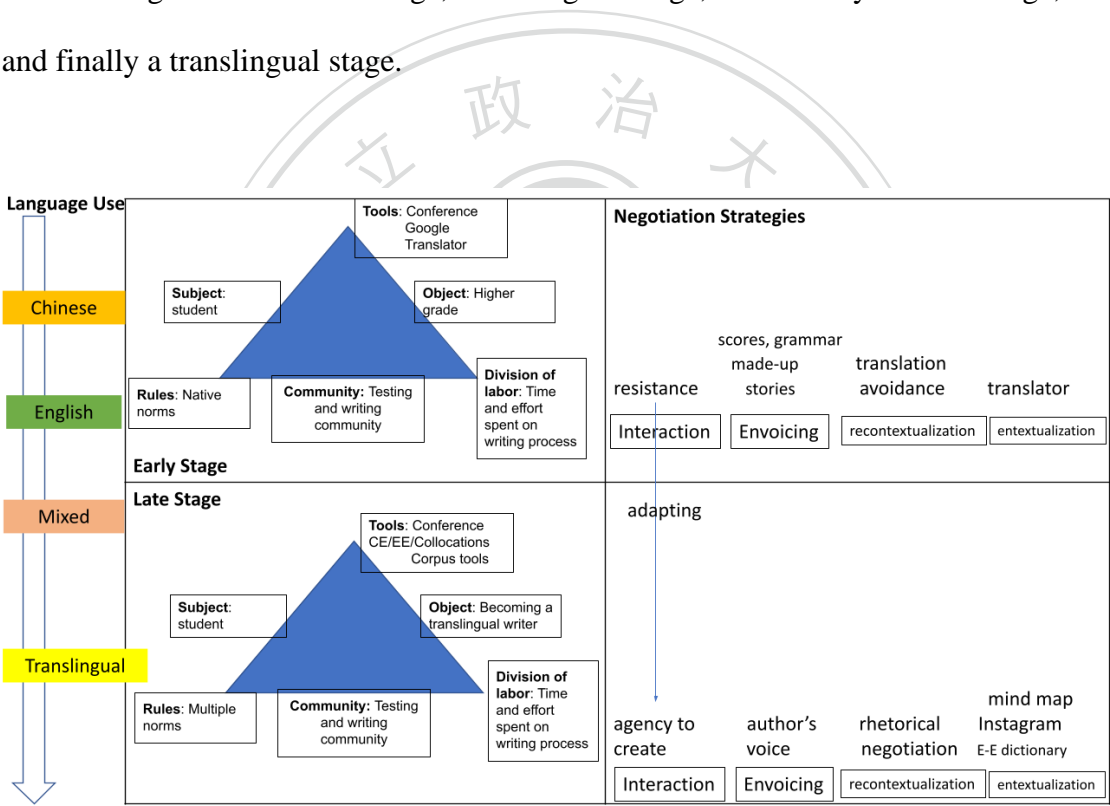 and finally a translingual stage.
立 政 治 大
Language Use
Chinese
English
Mixed
Translingual
Tools: Conference
Google
Translator
Subject:
student
Object: Higher
grade
Rules: Native
norms
Community: Testing
and writing
community
Division of
labor: Time
and effort
spent on
writing process
Early Stage
Negotiation Strategies
resistance
scores, grammar
made-up
stories
translation
avoidance
translator
Interaction
Envoicing
recontextualization
entextualization
Late Stage
Tools: Conference
CE/EE/Collocations
Corpus tools
Subject:
student
Object: Becoming a
translingual writer
Rules: Multiple
norms
Community: Testing
and writing
community
Division of
labor: Time
and effort
spent on
writing process
adapting
agency to
create
author's
voice
rhetorical
negotiation
mind map
Instagram
E-E dictionary
Interaction
Envoicing
recontextualization
entextualization